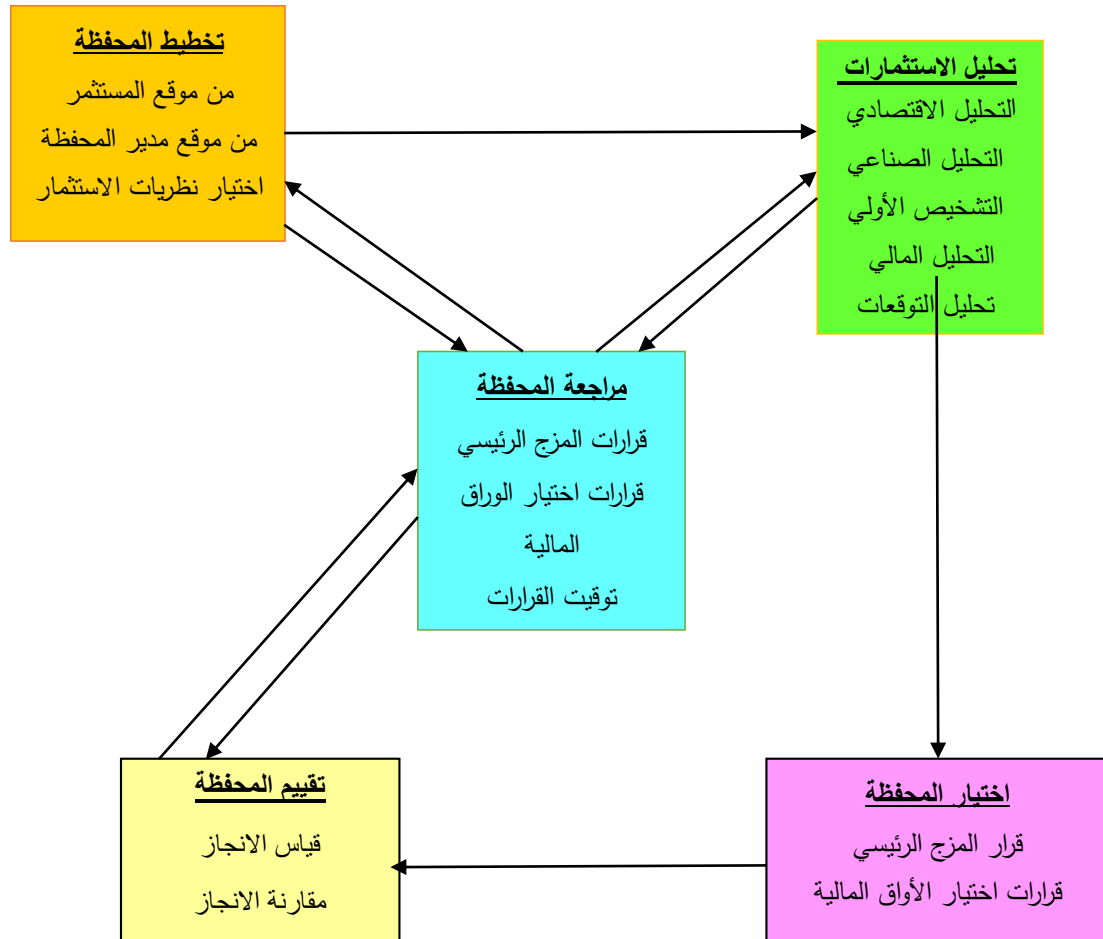 تخطيط المحفظة
من موقع المستثمر
من موقع مدير المحفظة
اختيار نظريات الاستثمار
تحليل الاستثمارات
التحليل الاقتصادي
التحليل الصناعي
التشخيص الأولي
التحليل المالي
تحليل التوقعات
مراجعة المحفظة
قرارات المزج الرئيسي
قرارات اختيار الوراق
المالية
توقيت القرارات
تقييم المحفظة
قياس الانجاز
مقارنة الانجاز
اختيار المحفظة
قرار المزج الرئيسي
قرارات اختيار الأواق المالية